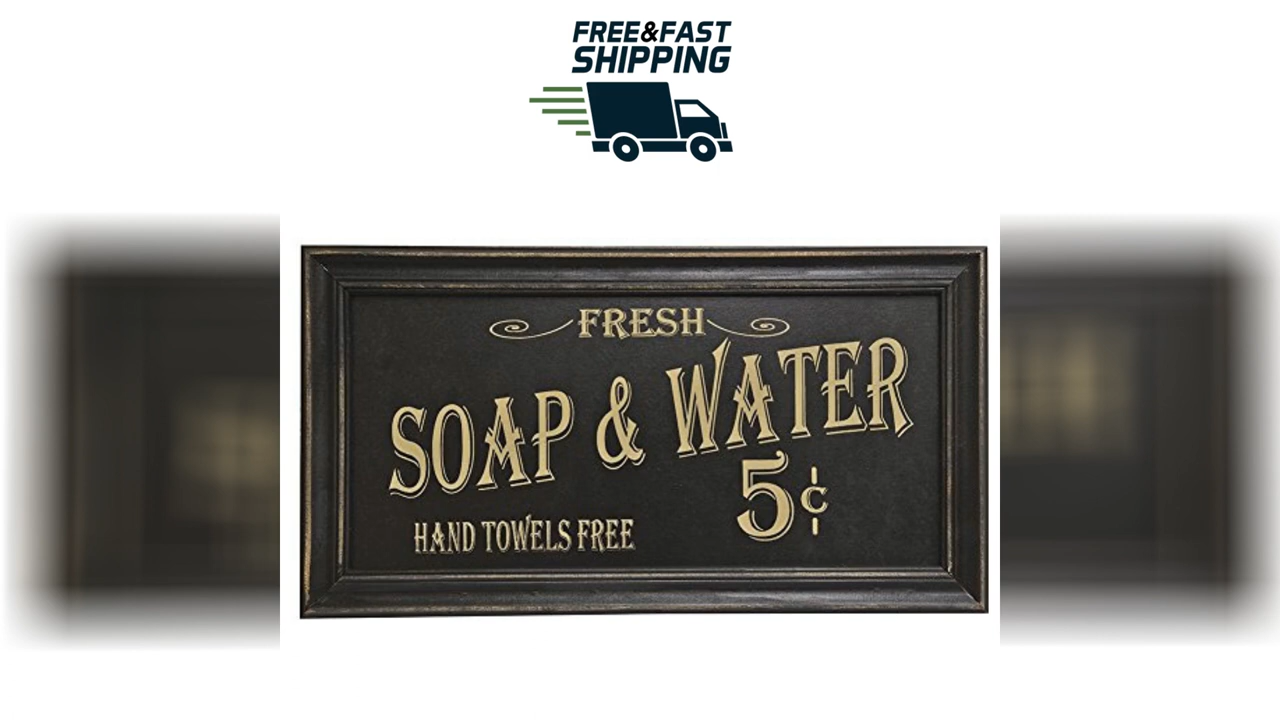 FREE&FAST
SHIPPING
FRESH
SOAP & WATER
5¢
HAND TOWELS FREE